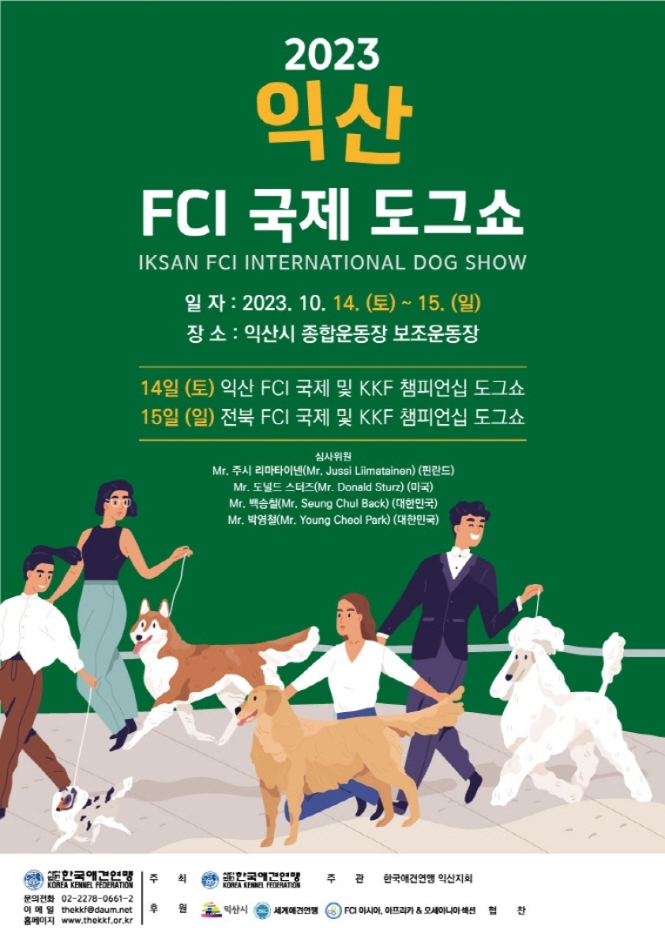 2023
익산
FCI 국제 도그쇼
IKSAN FCI INTERNATIONAL DOG SHOW
일 자 : 2023. 10. 14. (토) ~ 15. (일)
장 소 : 익산시 종합운동장 보조운동장
14일 (토) 익산 FCI 국제 및 KKF 챔피언십 도그쇼
15일 (일) 전북 FCI 국제 및 KKF 챔피언십 도그쇼
심사위원
Mr. 주시 리마타이넨(Mr. Jussi Liimatainen) (핀란드)
Mr. 도널드 스터즈(Mr. Donald Sturz) (미국)
Mr. 백승철(Mr. Seung Chul Back) (대한민국)
Mr. 박영철(Mr. Young Cheol Park) (대한민국)
한국애견연맹
KOREA KENNEL FEDERATION
문의전화 02-2278-0661~2
이 메 일 thekkf@daum.net
홈페이지 www.thekkf.or.kr
주 최 한국애견연맹 KOREA KENNEL FEDERATION 주 관 한국애견연맹 익산지회
후 원 익산시 세계애견연맹 FCI 아시아, 아프리카 & 오세아니아 섹션 협 찬